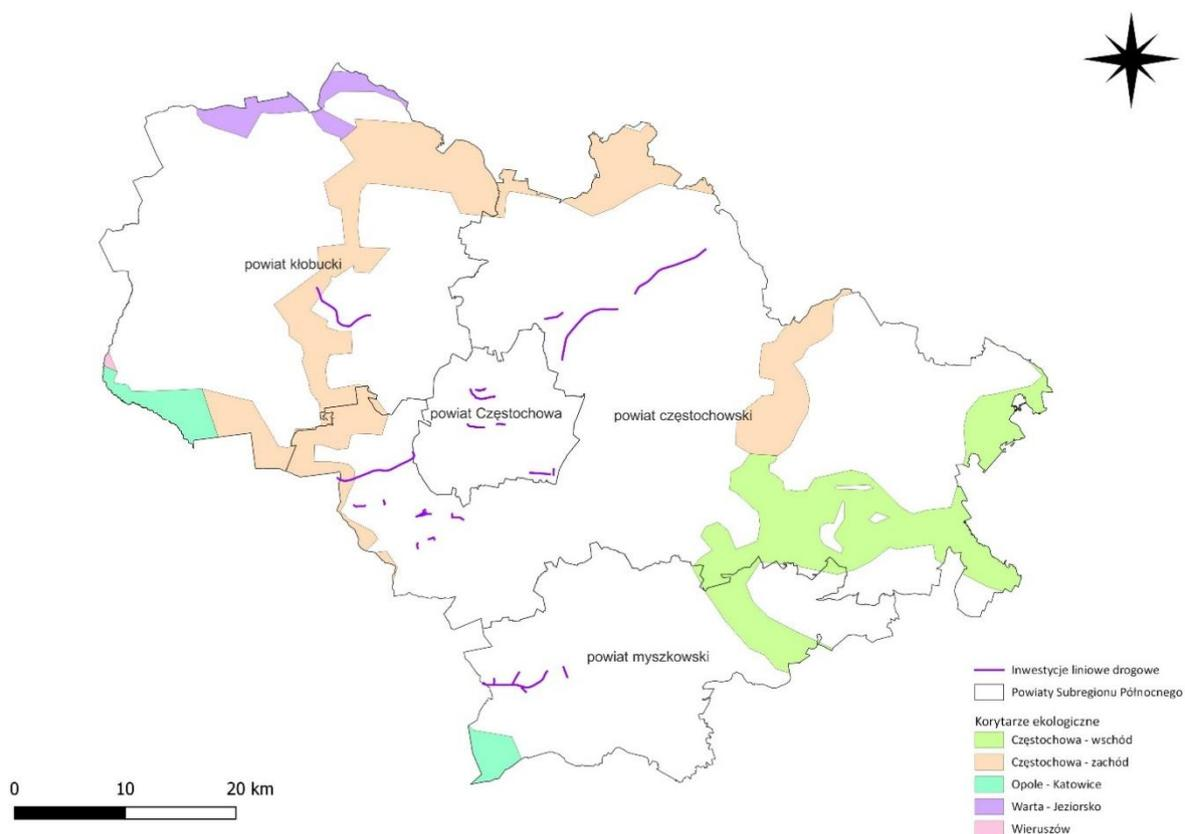 powiat kłobucki
powiat Częstochowa
powiat częstochowski
powiat myszkowski
Inwestycje liniowe drogowe
Powiaty Subregionu Północnego
Korytarze ekologiczne
Częstochowa - wschód
Częstochowa - zachód
Opole - Katowice
Warta - Jeziorsko
Wieruszów
0 10 20 km